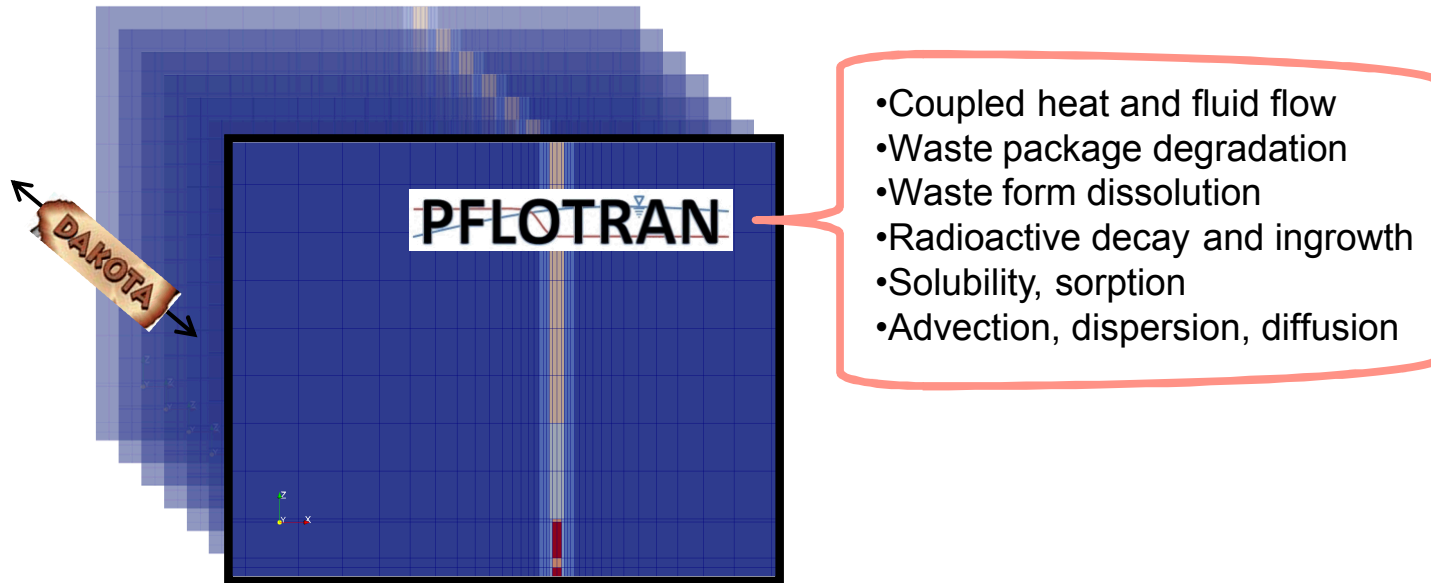 DAKOTA
PFLOTRAN
Z
Y
X
•Coupled heat and fluid flow
•Waste package degradation
•Waste form dissolution
•Radioactive decay and ingrowth
•Solubility, sorption
•Advection, dispersion, diffusion